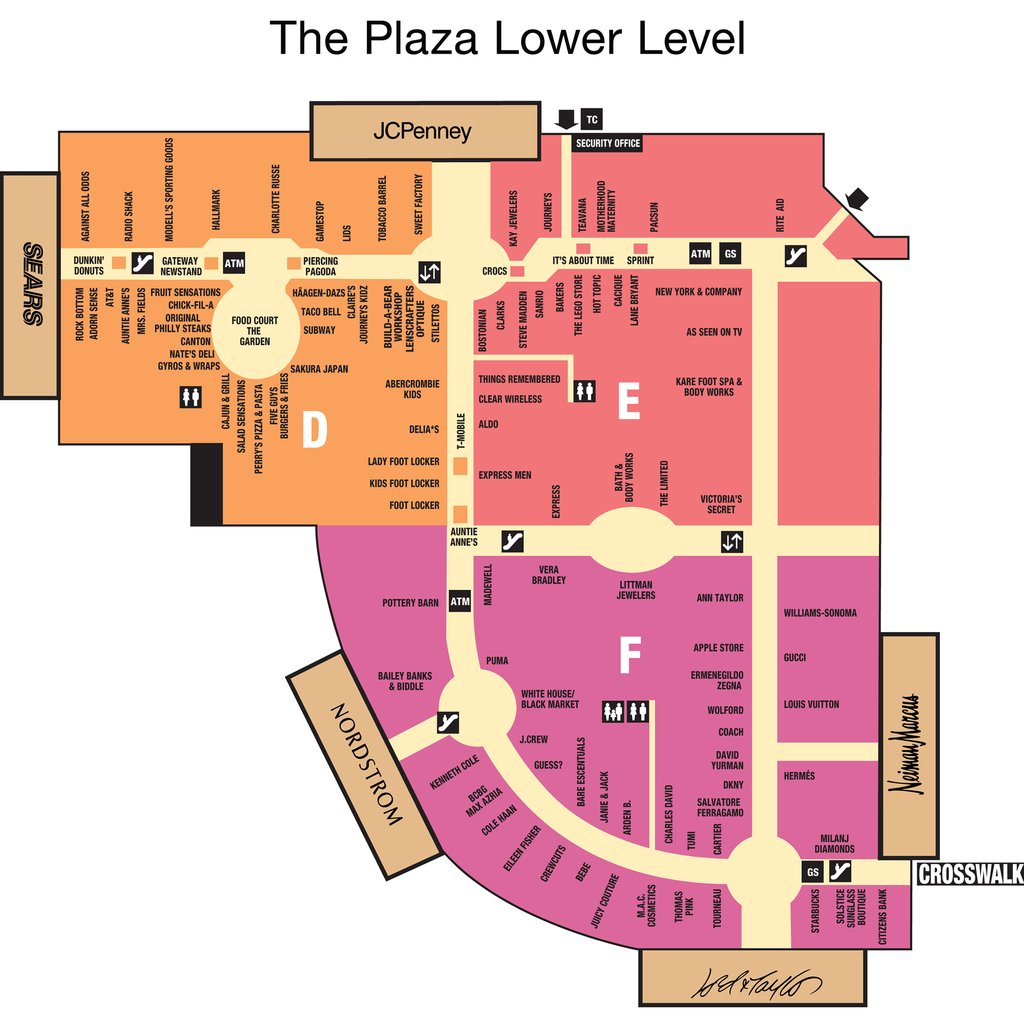 The Plaza Lower Level
JCPenney
TC
SECURITY OFFICE
SEARS
AGAINST ALL ODDS
RADIO SHACK
MODELL'S SPORTING GOODS
HALLMARK
CHARLOTTE RUSSE
GAMESTOP
LIDS
TOBACCO BARREL
SWEET FACTORY
KAY JEWELERS
JOURNEYS
TEAVANA
MOTHERHOOD
MATERNITY
PACSUN
RITE AID
DUNKIN'
DONUTS
GATEWAY
NEWSTAND
ATM
PIERCING
PAGODA
CROCS
IT'S ABOUT TIME
SPRINT
ATM
GS
ROCK BOTTOM
ADORN SENSE
AT&T
AUNTIE ANNE'S
MRS. FIELDS
FRUIT SENSATIONS
CHICK-FIL-A
ORIGINAL
PHILLY STEAKS
CANTON
NATE'S DELI
GYROS & WRAPS
FOOD COURT
THE
GARDEN
HÄAGEN-DAZS
TACO BELL
SUBWAY
SAKURA JAPAN
CLAIRE'S
JOURNEYS KIDZ
BUILD-A-BEAR
WORKSHOP
LENSCRAFTERS
OPTIQUE
STILETTOS
BOSTONIAN
CLARKS
STEVE MADDEN
SANRIO
BAKERS
THE LEGO STORE
HOT TOPIC
CACIQUE
LANE BRYANT
NEW YORK & COMPANY
AS SEEN ON TV
KARE FOOT SPA &
BODY WORKS
CAJUN & GRILL
SALAD SENSATIONS
PERRY'S PIZZA & PASTA
FIVE GUYS
BURGERS & FRIES
D
ABERCROMBIE
KIDS
DELIA*S
T-MOBILE
LADY FOOT LOCKER
KIDS FOOT LOCKER
FOOT LOCKER
THINGS REMEMBERED
CLEAR WIRELESS
ALDO
EXPRESS MEN
E
EXPRESS
BATH &
BODY WORKS
THE LIMITED
VICTORIA'S
SECRET
AUNTIE
ANNE'S
POTTERY BARN
ATM
MADEWELL
VERA
BRADLEY
LITTMAN
JEWELERS
ANN TAYLOR
WILLIAMS-SONOMA
F
APPLE STORE
GUCCI
PUMA
BAILEY BANKS
& BIDDLE
ERMENEGILDO
ZEGNA
WHITE HOUSE/
BLACK MARKET
WOLFORD
LOUIS VUITTON
NORDSTROM
Neiman Marcus
J.CREW
COACH
GUESS?
DAVID
YURMAN
HERMÉS
BARE ESCENTUALS
JANIE & JACK
ARDEN B.
CHARLES DAVID
TUMI
DKNY
SALVATORE
FERRAGAMO
CARTIER
KENNETH COLE
BCBG
MAX AZRIA
COLE HAAN
EILEEN FISHER
CREWCUTS
BEBE
JUICY COUTURE
M.A.C.
COSMETICS
THOMAS
PINK
TOURNEAU
MILANJ
DIAMONDS
GS
CROSSWALK
STARBUCKS
SOLSTICE
SUNGLASS
BOUTIQUE
CITIZENS BANK
Lord & Taylor